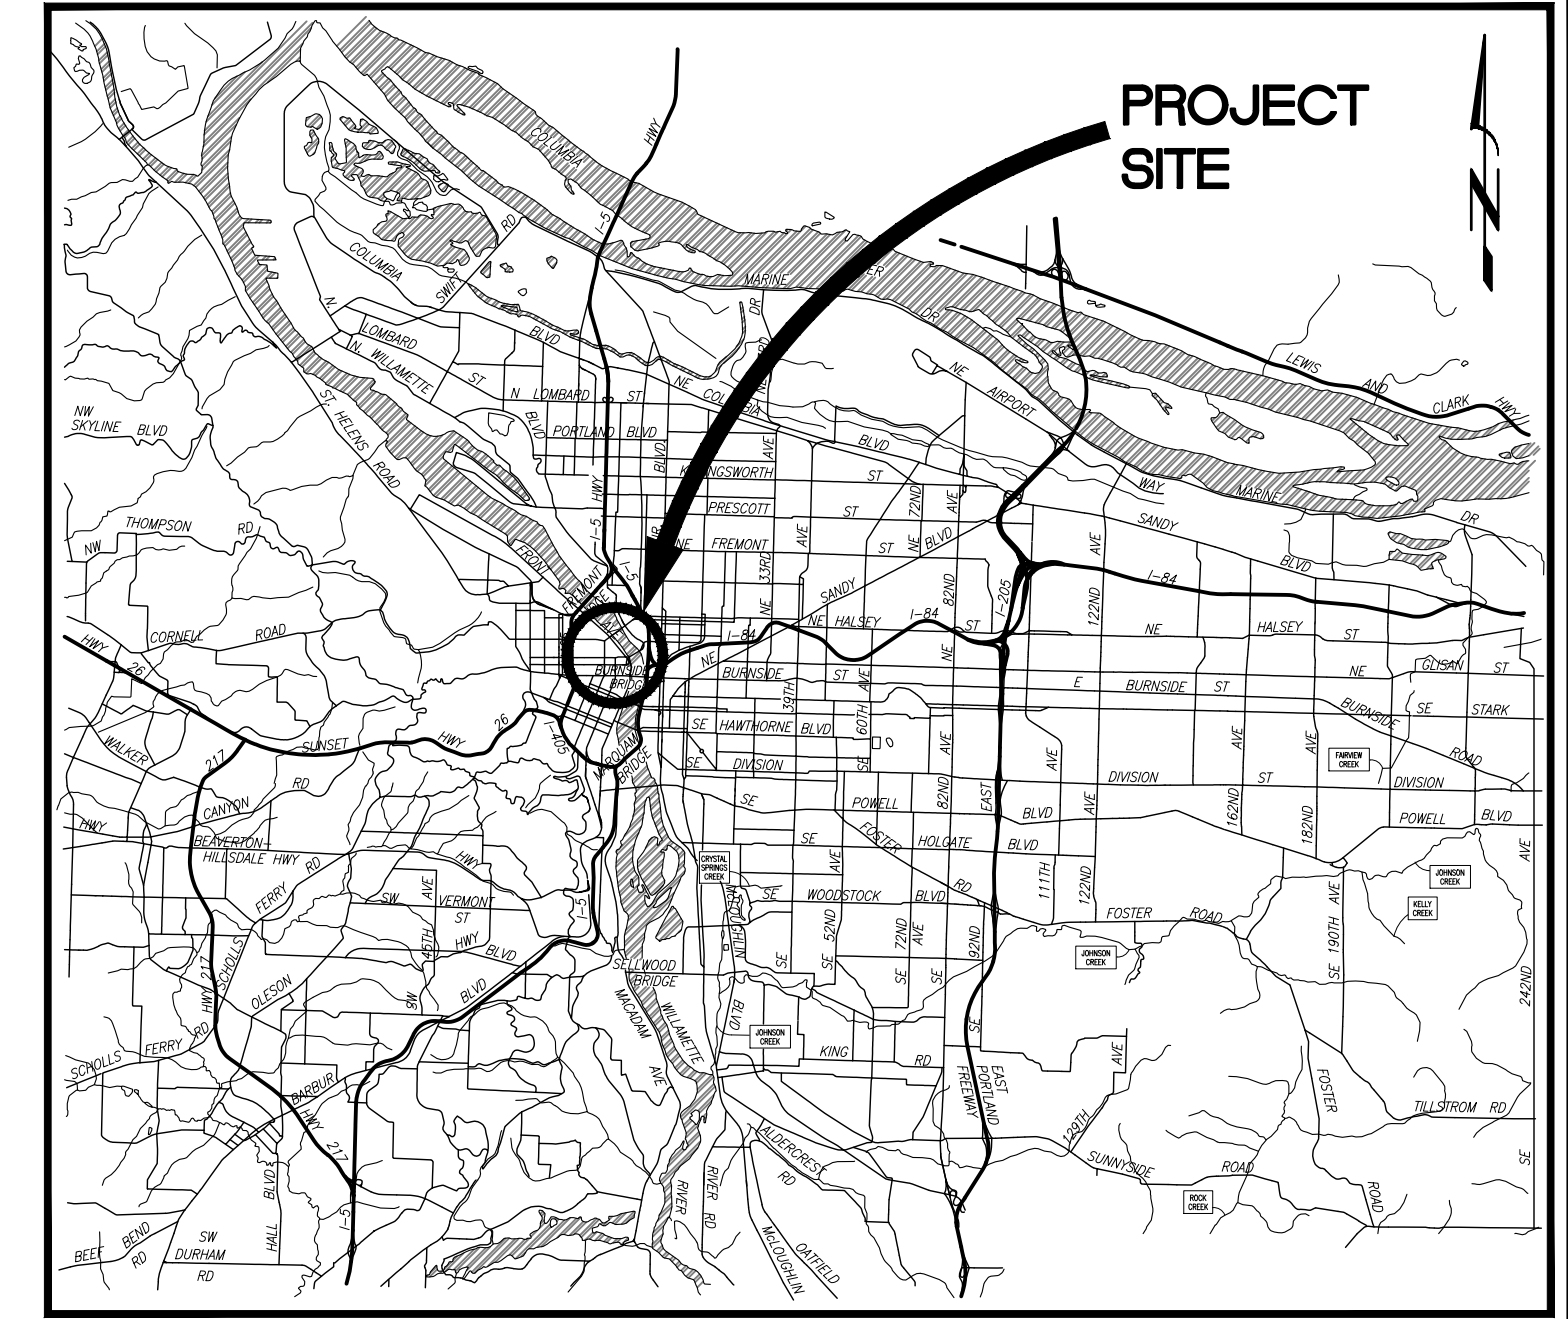 PROJECT
SITE
N
HWY
COLUMBIA
I-5
RD
COLUMBIA
SWIFT
MARINE
ER
DR
DR
N.
LOMBARD
BLVD
N. WILLAMETTE
ST
LEWIS
AND
CLARK
HWY
NE
AIRPORT
NE
COLUMBIA
N LOMBARD
ST
NW
SKYLINE BLVD
ST. HELENS
ROAD
BLVD
PORTLAND BLVD
BLVD
AVE
BLVD
KILLINGSWORTH
ST
WAY
MARINE
DR
HWY
PRESCOTT
ST
72ND
AVE
SANDY
THOMPSON
RD
NW
FRONT
I-5
NE FREMONT
ST
AVE
NE
BLVD
AVE
BLVD
33RD
I-5
FREMONT
BRIDGE
SANDY
82ND
I-205
122ND
I-84
NE
NE HALSEY
I-84
ST
NE
HALSEY
ST
CORNELL
ROAD
I-84
HWY
26
BURNSIDE
BRIDGE
NE
BURNSIDE
ST
AVE
NE
NE
GLISAN
ST
39TH
E
BURNSIDE
ST
BURNSIDE
SE
STARK
SE
HAWTHORNE BLVD
60TH
26
HWY
SUNSET
WALKER
217
I-405
MARQUAM
BRIDGE
SE
DIVISION
SE
AVE
AVE
AVE
AVE
FAIRVIEW
CREEK
ROAD
RD
CANYON
HWY
SE
POWELL
82ND
EAST
BLVD
AVE
DIVISION
ST
DIVISION
162ND
182ND
POWELL
BLVD
BEAVERTON-
HILLSDALE HWY
RD
HWY
FERRY
SE
FOSTER
HOLGATE
BLVD
AVE
AVE
CRYSTAL
SPRINGS
CREEK
SW
AVE
VERMONT
ST
I-5
McLOUGHLIN
SE
WOODSTOCK
BLVD
RD
111TH
122ND
AVE
JOHNSON
CREEK
KELLY
CREEK
FOSTER
ROAD
SCHOLLS
45TH
HWY
BLVD
52ND
72ND
AVE
92ND
190TH
SE
SELLWOOD
BRIDGE
SE
SE
SE
SE
JOHNSON
CREEK
242ND
HWY 217
OLESON
SW
BLVD
MACADAM
WILLAMETTE
BLVD
SE
RD
FERRY
SCHOLLS
JOHNSON
CREEK
KING
RD
AVE
BARBUR
AVE
EAST
PORTLAND
FREEWAY
FOSTER
TILLSTROM RD
HWY
217
129TH
ALDERCREST
RD
SUNNYSIDE
ROAD
SE
BLVD
HALL
I-5
RIVER
RIVER RD
ROCK
CREEK
ROAD
BEEF
BEND
RD
SW
DURHAM
RD
OATFIELD
McLOUGHLIN